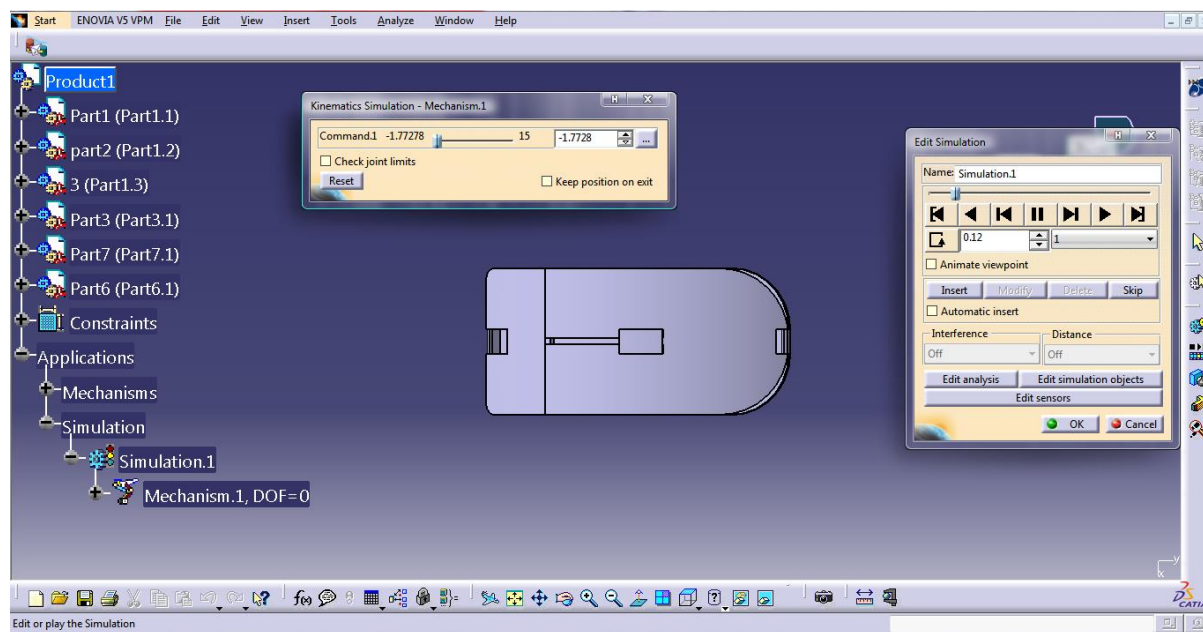 Start ENOVIA V5 VPM File Edit View Insert Tools Analyze Window Help
Product1
Part1 (Part1.1)
part2 (Part1.2)
3 (Part1.3)
Part3 (Part3.1)
Part7 (Part7.1)
Part6 (Part6.1)
Constraints
Applications
Mechanisms
Simulation
Simulation.1
Mechanism.1, DOF=0
Kinematics Simulation - Mechanism.1
Command.1 -1.77278 15 -1.7728 ...
Check joint limits
Reset Keep position on exit
Edit Simulation
Name: Simulation.1
0.12 1
Animate viewpoint
Insert Modify Delete Skip
Automatic insert
Interference Distance
Off Off
Edit analysis Edit simulation objects
Edit sensors
OK Cancel
y
x
f(x)
CATIA
Edit or play the Simulation